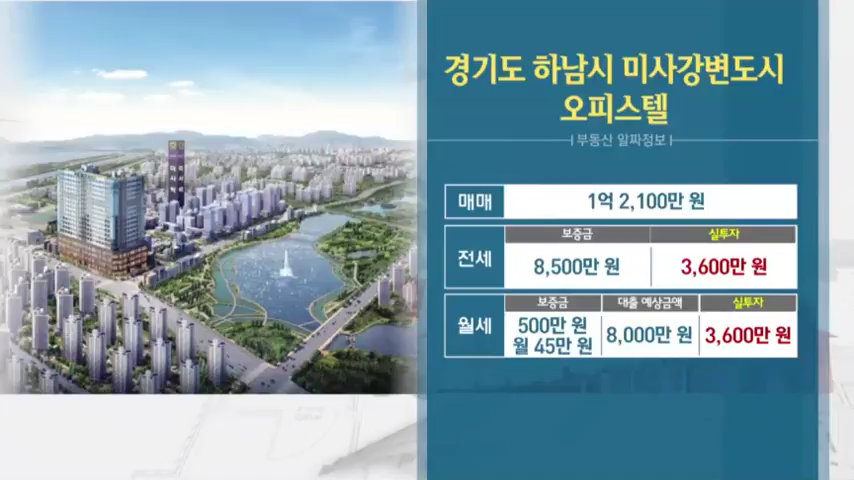 경기도 하남시 미사강변도시
오피스텔
부동산 알짜정보
매매 1억 2,100만 원
보증금 실투자
전세 8,500만 원 3,600만 원
보증금 대출 예상금액 실투자
월세 500만 원 8,000만 원 3,600만 원
월 45만 원